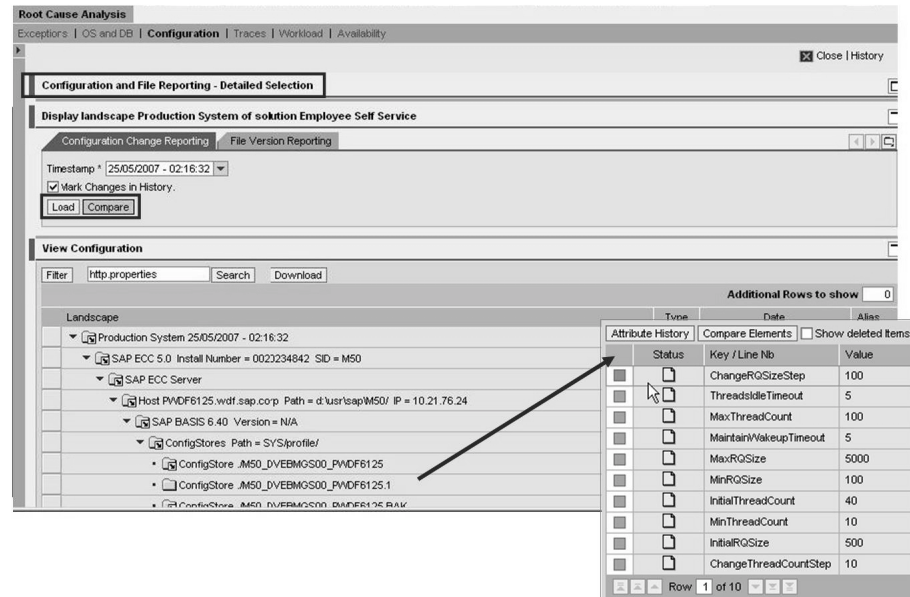 Root Cause Analysis
Exceptions | OS and DB | Configuration | Traces | Workload | Availability
Close | History
Configuration and File Reporting - Detailed Selection
Display landscape Production System of solution Employee Self Service
Configuration Change Reporting File Version Reporting
Timestamp * 25/05/2007 - 02:16:32
Mark Changes in History.
Load Compare
View Configuration
Filter http.properties Search Download
Additional Rows to show 0
Landscape Type Date Alias
Production System 25/05/2007 - 02:16:32
SAP ECC 5.0 Install Number = 0020234842 SID = M50
SAP ECC Server
Host PWDF6125.wdf.sap.corp Path = d:\usr\sap\M50/ IP = 10.21.76.24
SAP BASIS 6.40 Version = N/A
ConfigStores Path = SYS/profile/
ConfigStore ./M50_DVEBMGS00_PWDF6125
ConfigStore ./M50_DVEBMGS00_PWDF6125.1
ConfigStore ./M50_DVEBMGS00_PWDF6125.BAK
Attribute History Compare Elements Show deleted Items
Status Key / Line Nb Value
ChangeRQSizeStep 100
ThreadsIdleTimeout 5
MaxThreadCount 100
MaintainWakeupTimeout 5
MaxRQSize 5000
MinRQSize 100
InitialThreadCount 40
MinThreadCount 10
InitialRQSize 500
ChangeThreadCountStep 10
Row 1 of 10